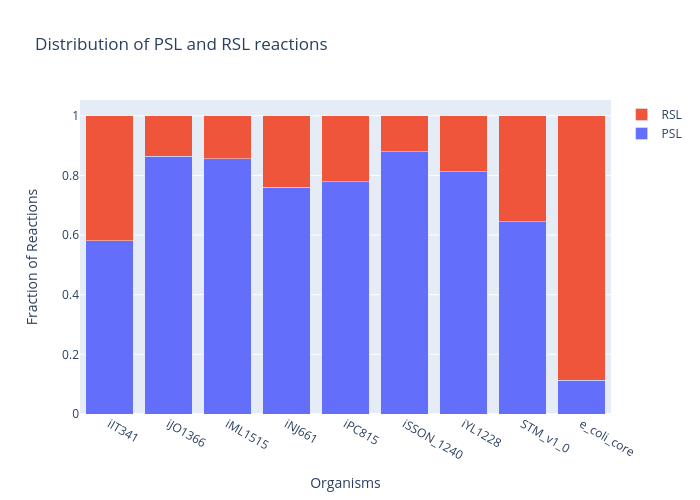 Distribution of PSL and RSL reactions
RSL
PSL
Fraction of Reactions
1
0.8
0.6
0.4
0.2
0
iIT341
iJO1366
iML1515
iNJ661
iPC815
iSSON_1240
iYL1228
STM_v1_0
e_coli_core
Organisms